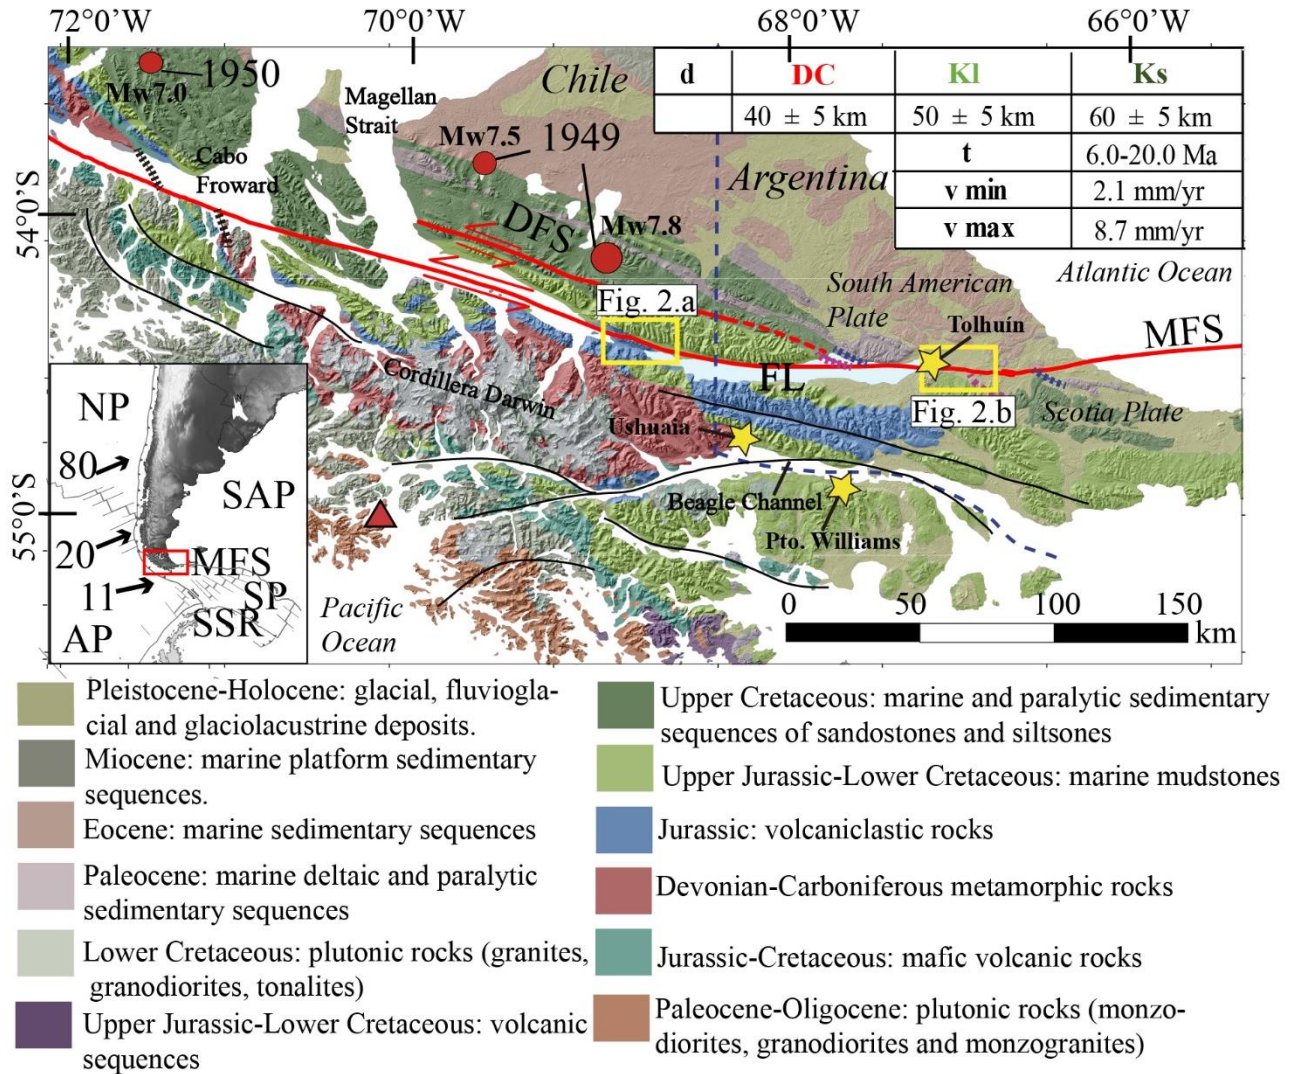 72°0′W
70°0′W
68°0′W
66°0′W
54°0′S
55°0′S
1950
Mw7.0
Magellan
Strait
Cabo
Froward
Mw7.5
1949
Mw7.8
Chile
Argentina
DFS
d DC Kl Ks
40 ± 5 km 50 ± 5 km 60 ± 5 km
t 6.0-20.0 Ma
v min 2.1 mm/yr
v max 8.7 mm/yr
Atlantic Ocean
South American
Plate
Tolhuín
MFS
Fig. 2.a
FL
Fig. 2.b
Scotia Plate
Cordillera Darwin
Ushuaia
Beagle Channel
Pto. Williams
Pacific
Ocean
0 50 100 150
km
NP
80
SAP
20
MFS
11
SP
SSR
AP
Pleistocene-Holocene: glacial, fluviogla-
cial and glaciolacustrine deposits.
Miocene: marine platform sedimentary
sequences.
Eocene: marine sedimentary sequences
Paleocene: marine deltaic and paralytic
sedimentary sequences
Lower Cretaceous: plutonic rocks (granites,
granodiorites, tonalites)
Upper Jurassic-Lower Cretaceous: volcanic
sequences
Upper Cretaceous: marine and paralytic sedimentary
sequences of sandostones and siltsones
Upper Jurassic-Lower Cretaceous: marine mudstones
Jurassic: volcaniclastic rocks
Devonian-Carboniferous metamorphic rocks
Jurassic-Cretaceous: mafic volcanic rocks
Paleocene-Oligocene: plutonic rocks (monzo-
diorites, granodiorites and monzogranites)